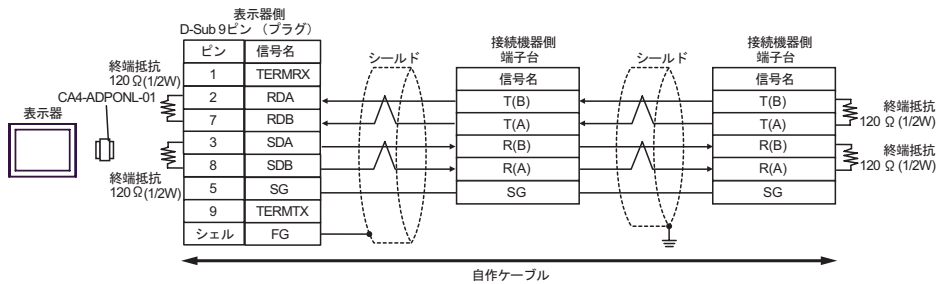 表示器側
D-Sub 9ピン （プラグ）
ピン 信号名
1 TERMRX
2 RDA
7 RDB
3 SDA
8 SDB
5 SG
9 TERMTX
シェル FG
終端抵抗
120 Ω(1/2W)
CA4-ADPONL-01
表示器
終端抵抗
120 Ω(1/2W)
シールド
接続機器側
端子台
信号名
T(B)
T(A)
R(B)
R(A)
SG
シールド
接続機器側
端子台
信号名
T(B)
T(A)
R(B)
R(A)
SG
終端抵抗
120 Ω (1/2W)
終端抵抗
120 Ω (1/2W)
自作ケーブル